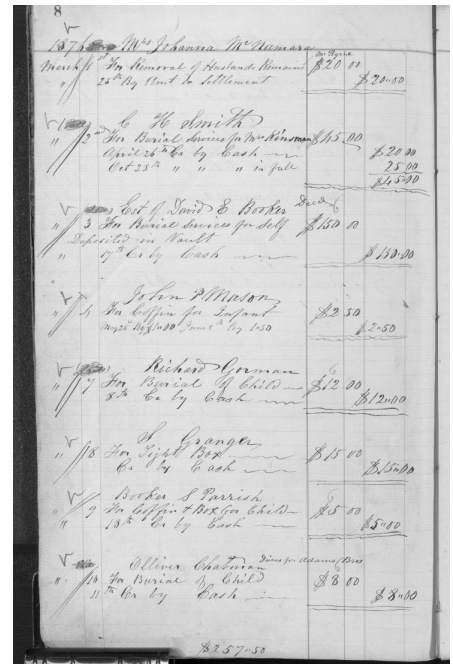 8
1876 Mrs Johanna McNamara
March 1st For Removal of Husbands Remains $20 00
" 25th By Rent in Settlement $20.00
C H Smith
" 2nd For Burial Services for Mrs Kinsman $45 00
April 26th Cr by Cash $20 00
Oct 28th " " " in full 25 00
$45.00
Est of David E Booker Decd
" 3 For Burial Services for Self $150 00
Deposited in Vault
" 17th Cr by Cash $150.00
John P Mason
" 4 For Coffin for Infant $2 50
$2.50
Richard Gorman
" 7 For Burial of Child $12 00
8th Cr by Cash $12.00
Granger
" 8 For Box $15 00
Cr by Cash $15.00
Booker S Parrish
" 9 For Coffin & Box for Child $5 00
" 18th Cr by Cash $5.00
Olliver Chatman
" 10 For Burial of Child $8 00
11th Cr by Cash $8.00
$257.50